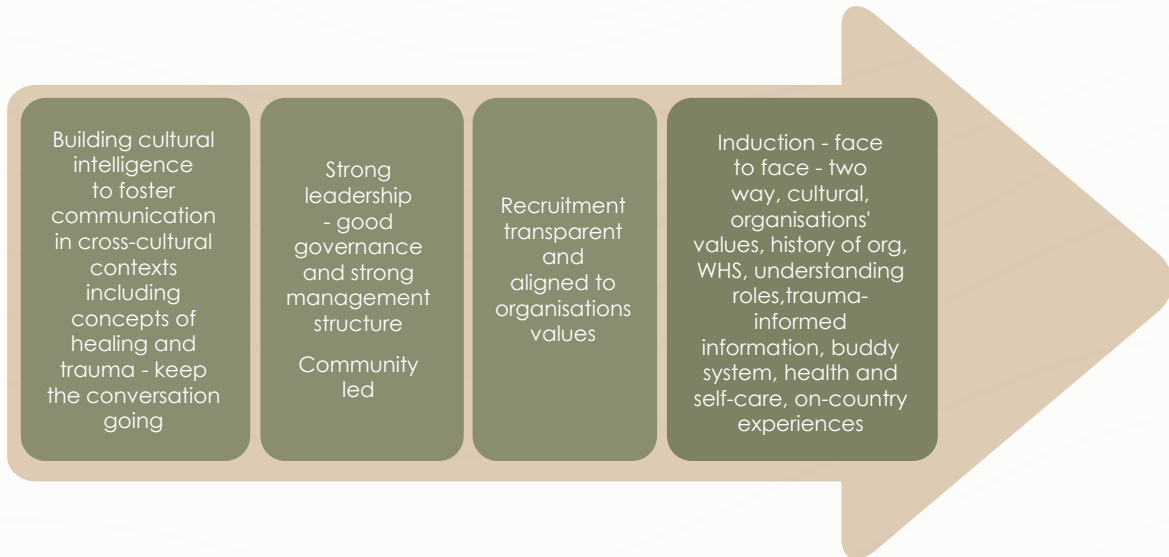 Building cultural
intelligence
to foster
communication
in cross-cultural
contexts
including
concepts of
healing and
trauma - keep
the conversation
going
Strong
leadership
- good
governance
and strong
management
structure
Community
led
Recruitment
transparent
and
aligned to
organisations
values
Induction - face
to face - two
way, cultural,
organisations'
values, history of org,
WHS, understanding
roles,trauma-
informed
information, buddy
system, health and
self-care, on-country
experiences